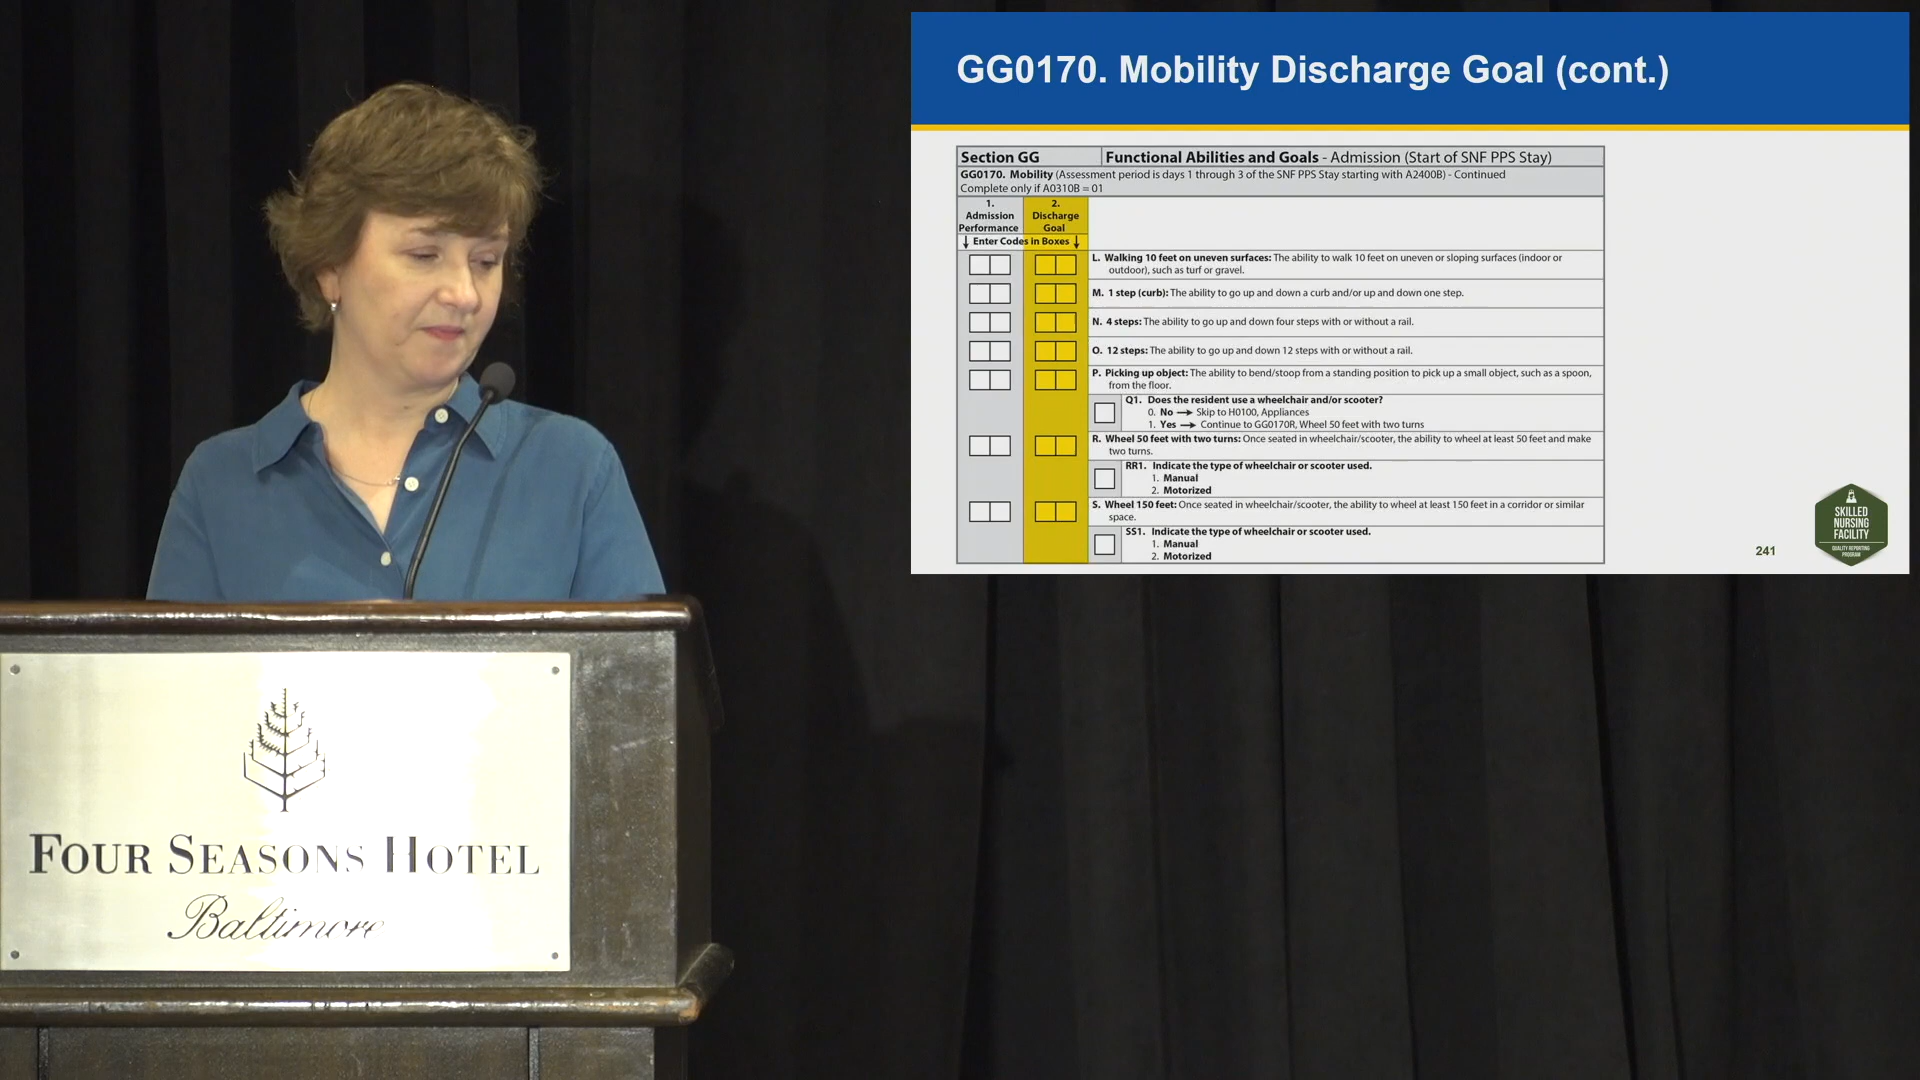 GG0170. Mobility Discharge Goal (cont.)
Section GG
Functional Abilities and Goals - Admission (Start of SNF PPS Stay)
GG0170. Mobility (Assessment period is days 1 through 3 of the SNF PPS Stay starting with A2400B) - Continued
Complete only if A0310B = 01
1.
Admission
Performance
2.
Discharge
Goal
↓ Enter Codes in Boxes ↓
L. Walking 10 feet on uneven surfaces: The ability to walk 10 feet on uneven or sloping surfaces (indoor or
outdoor), such as turf or gravel.
M. 1 step (curb): The ability to go up and down a curb and/or up and down one step.
N. 4 steps: The ability to go up and down four steps with or without a rail.
O. 12 steps: The ability to go up and down 12 steps with or without a rail.
P. Picking up object: The ability to bend/stoop from a standing position to pick up a small object, such as a spoon,
from the floor.
Q1. Does the resident use a wheelchair and/or scooter?
0. No → Skip to H0100, Appliances
1. Yes → Continue to GG0170R, Wheel 50 feet with two turns
R. Wheel 50 feet with two turns: Once seated in wheelchair/scooter, the ability to wheel at least 50 feet and make
two turns.
RR1. Indicate the type of wheelchair or scooter used.
1. Manual
2. Motorized
S. Wheel 150 feet: Once seated in wheelchair/scooter, the ability to wheel at least 150 feet in a corridor or similar
space.
SS1. Indicate the type of wheelchair or scooter used.
1. Manual
2. Motorized
241
SKILLED
NURSING
FACILITY
QUALITY REPORTING
PROGRAM
FOUR SEASONS HOTEL
Baltimore